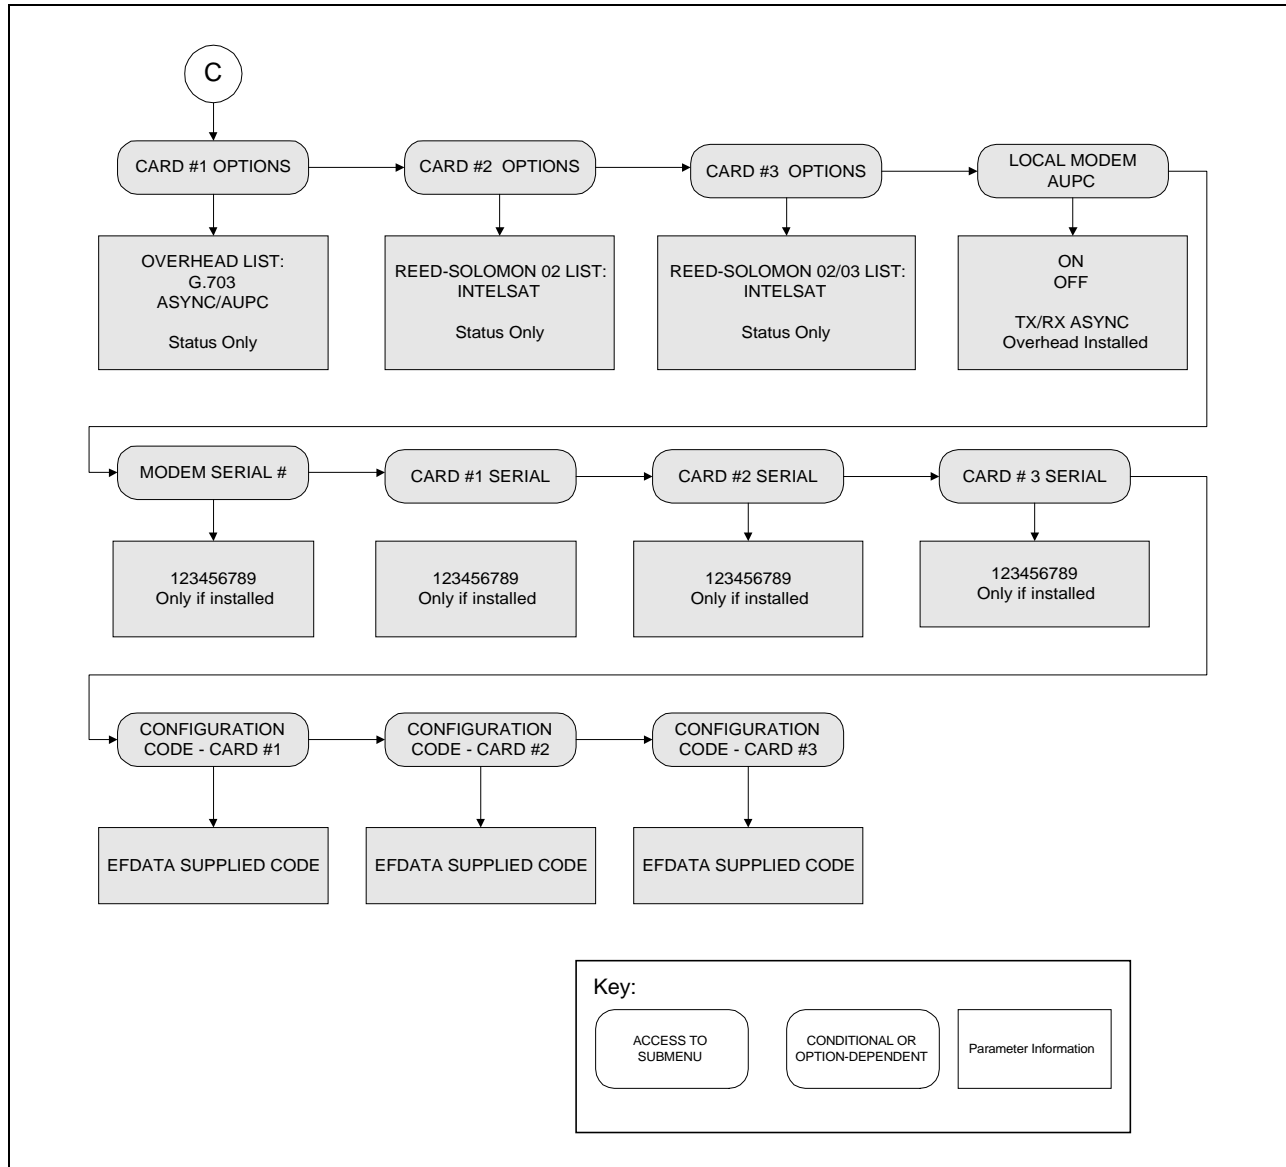 C
CARD #1 OPTIONS
CARD #2 OPTIONS
CARD #3 OPTIONS
LOCAL MODEM
AUPC
OVERHEAD LIST:
G.703
ASYNC/AUPC
Status Only
REED-SOLOMON 02 LIST:
INTELSAT
Status Only
REED-SOLOMON 02/03 LIST:
INTELSAT
Status Only
ON
OFF
TX/RX ASYNC
Overhead Installed
MODEM SERIAL #
CARD #1 SERIAL
CARD #2 SERIAL
CARD # 3 SERIAL
123456789
Only if installed
123456789
Only if installed
123456789
Only if installed
123456789
Only if installed
CONFIGURATION
CODE - CARD #1
CONFIGURATION
CODE - CARD #2
CONFIGURATION
CODE - CARD #3
EFDATA SUPPLIED CODE
EFDATA SUPPLIED CODE
EFDATA SUPPLIED CODE
Key:
ACCESS TO
SUBMENU
CONDITIONAL OR
OPTION-DEPENDENT
Parameter Information